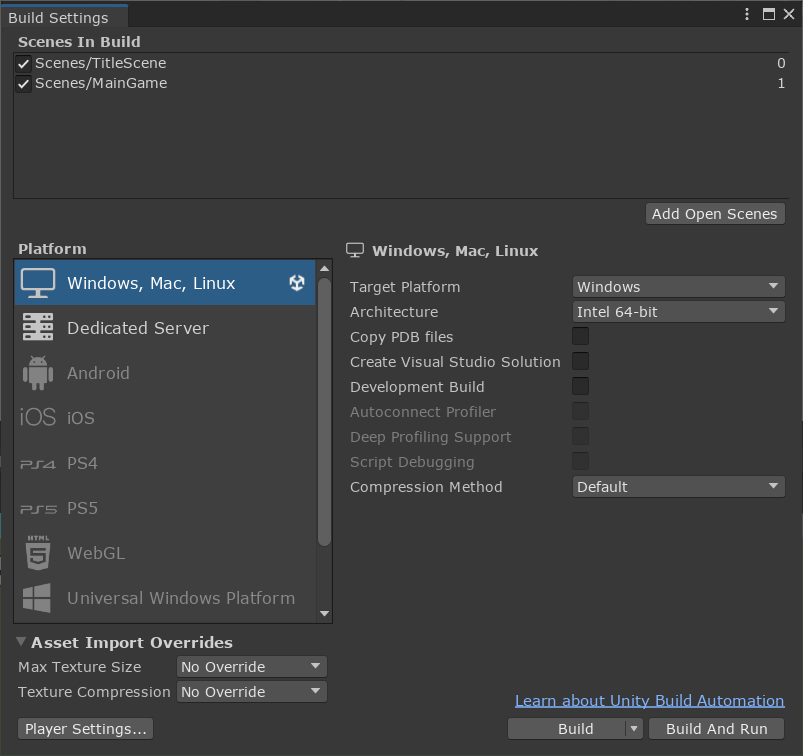 Build Settings
Scenes In Build
Scenes/TitleScene 0
Scenes/MainGame 1
Add Open Scenes
Platform
Windows, Mac, Linux
Dedicated Server
Android
iOS iOS
PS4 PS4
PS5 PS5
HTML 5 WebGL
Universal Windows Platform
Windows, Mac, Linux
Target Platform Windows
Architecture Intel 64-bit
Copy PDB files
Create Visual Studio Solution
Development Build
Autoconnect Profiler
Deep Profiling Support
Script Debugging
Compression Method Default
Asset Import Overrides
Max Texture Size No Override
Texture Compression No Override
Learn about Unity Build Automation
Player Settings... Build Build And Run